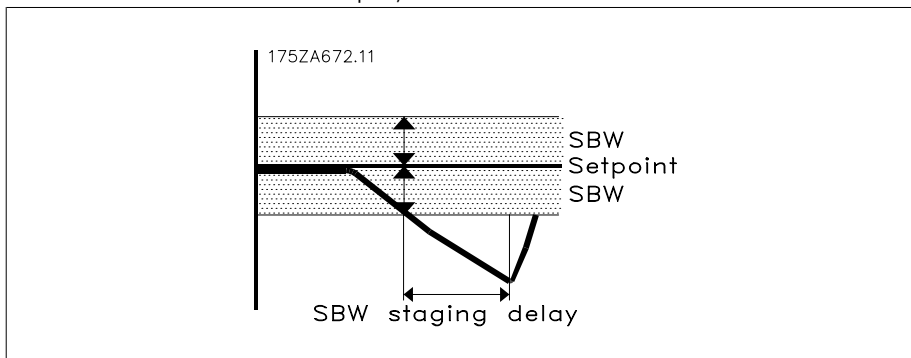 175ZA672.11
SBW
Setpoint
SBW
SBW staging delay